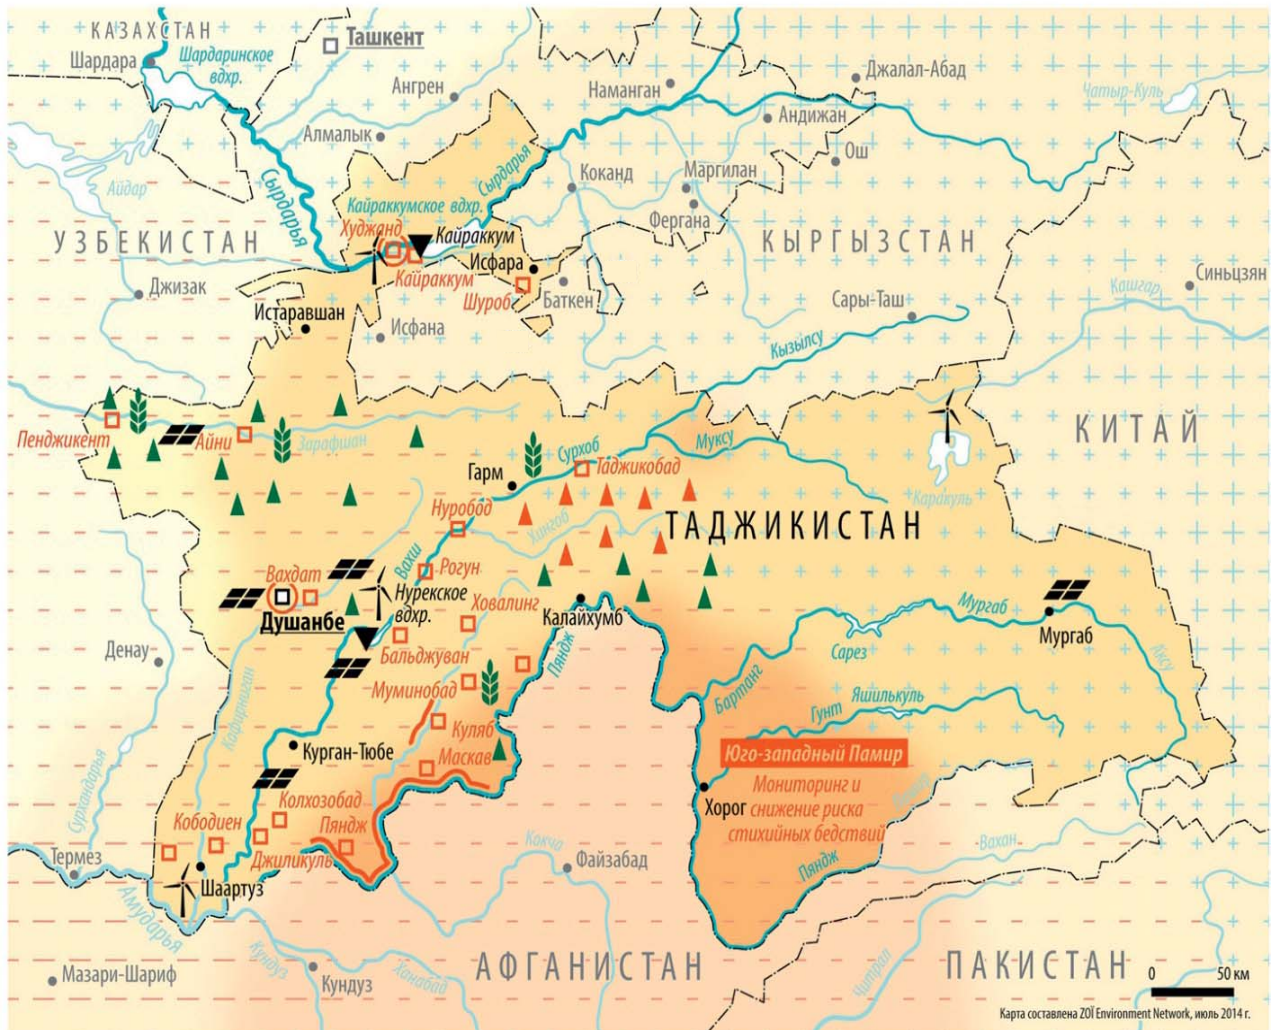 КАЗАХСТАН
Ташкент
Шардара
Шардаринское
вдхр.
Ангрен
Наманган
Джалал-Абад
Чатыр-Куль
Алмалык
Андижан
Ош
Айдар
Сырдарья
Сырдарья
Коканд
Маргилан
Фергана
Кайраккумское вдхр.
Худжанд
Кайраккум
УЗБЕКИСТАН
КЫРГЫЗСТАН
Исфара
Кайраккум
Шуроб
Баткен
Синьцзян
Джизак
Кашгар
Сары-Таш
Истаравшан
Исфана
Кызылсу
КИТАЙ
Пенджикент
Айни
Зарафшан
Сурхоб
Муксу
Гарм
Таджикобад
Каракуль
Нуробод
Хингоб
ТАДЖИКИСТАН
Вахш
Рогун
Вахдат
Нурекское
вдхр.
Ховалинг
Душанбе
Калайхумб
Мургаб
Мургаб
Денау
Бальджуван
Пяндж
Сарез
Кафирниган
Муминобад
Бартанг
Яшилькуль
Гунт
Куляб
Курган-Тюбе
Маскав
Юго-западный Памир
Мониторинг и
снижение риска
стихийных бедствий
Хорог
Сурхандарья
Колхозобад
Кободиен
Пяндж
Джиликуль
Кокча
Файзабад
Вахан
Пяндж
Термез
Шаартуз
Амударья
Кундуз
Ханабад
Кундуз
Мазари-Шариф
АФГАНИСТАН
Читрал
ПАКИСТАН
0 50 км
Карта составлена ZOЇ Environment Network, июль 2014 г.